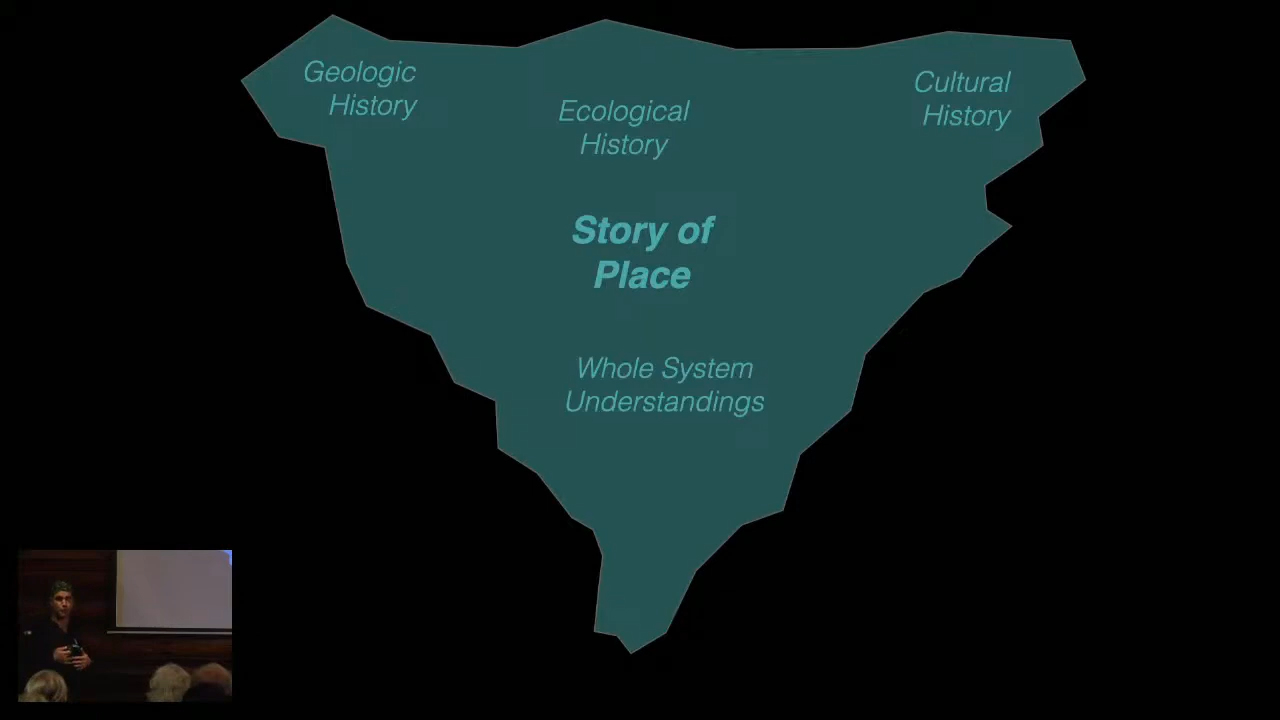 Geologic
History
Ecological
History
Cultural
History
Story of
Place
Whole System
Understandings